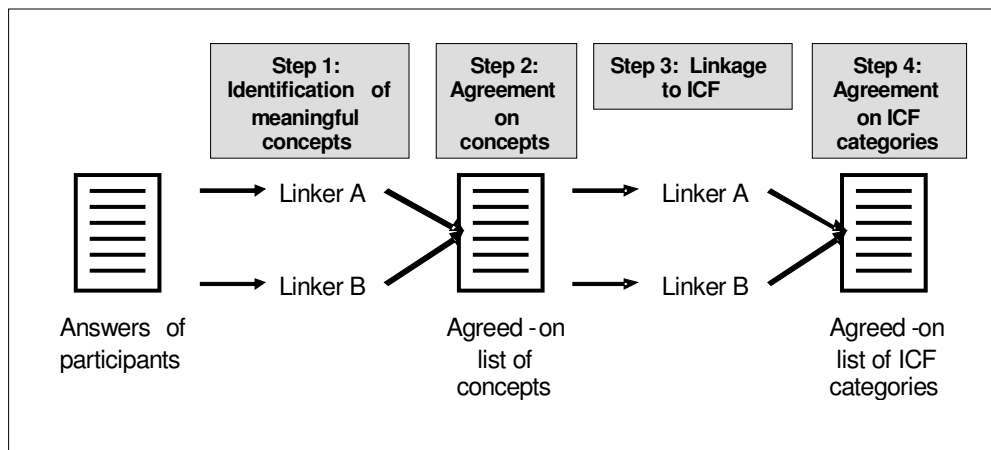 Step 1:
Identification of
meaningful
concepts
Step 2:
Agreement
on
concepts
Step 3: Linkage
to ICF
Step 4:
Agreement
on ICF
categories
Linker A
Linker A
Linker B
Linker B
Answers of
participants
Agreed - on
list of
concepts
Agreed -on
list of ICF
categories